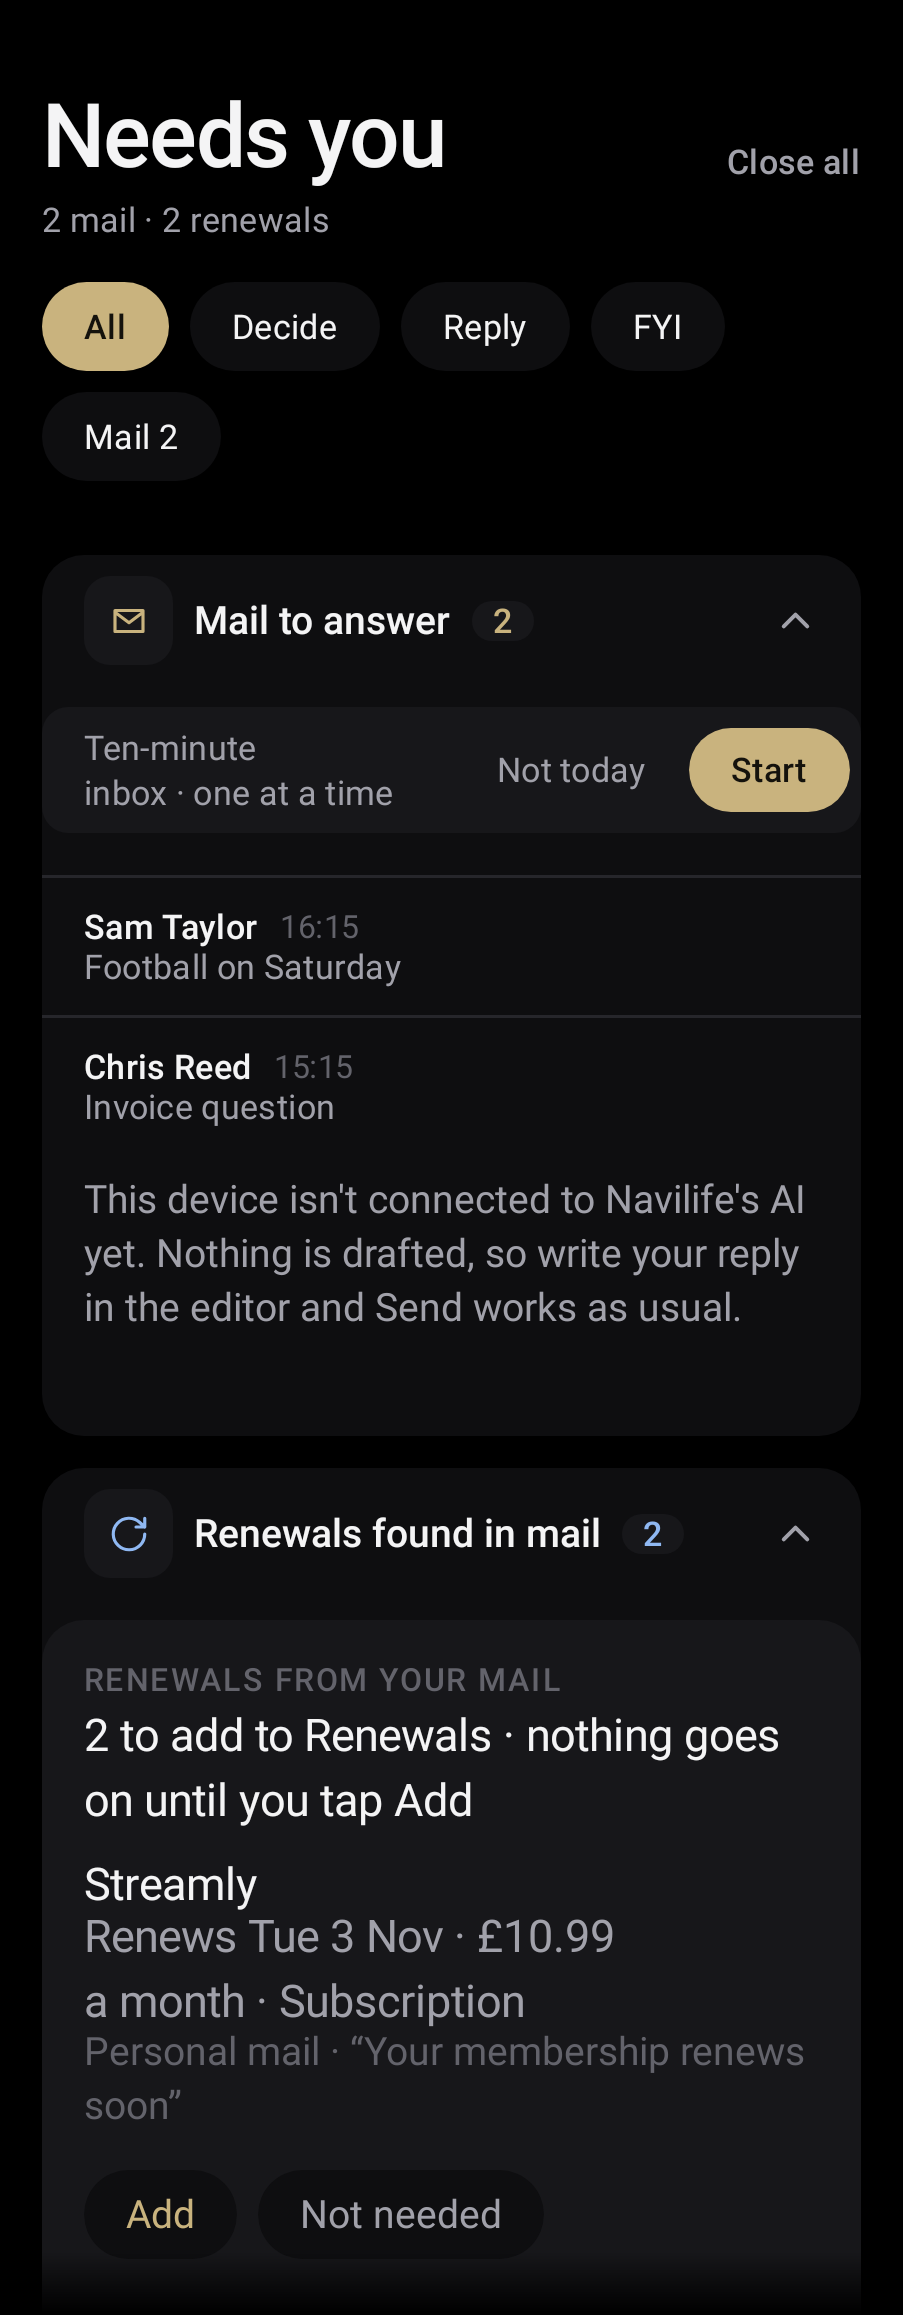 Needs you
Close all
2 mail · 2 renewals
All
Decide
Reply
FYI
Mail 2
Mail to answer 2
Ten-minute
inbox · one at a time
Not today
Start
Sam Taylor 16:15
Football on Saturday
Chris Reed 15:15
Invoice question
This device isn't connected to Navilife's AI
yet. Nothing is drafted, so write your reply
in the editor and Send works as usual.
Renewals found in mail 2
RENEWALS FROM YOUR MAIL
2 to add to Renewals · nothing goes
on until you tap Add
Streamly
Renews Tue 3 Nov · £10.99
a month · Subscription
Personal mail · “Your membership renews
soon”
Add
Not needed